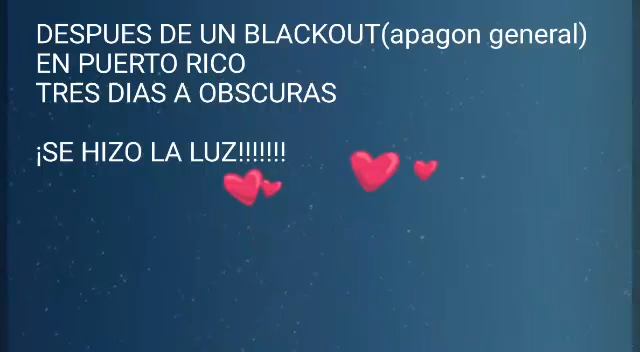 DESPUES DE UN BLACKOUT(apagon general)
EN PUERTO RICO
TRES DIAS A OBSCURAS
¡SE HIZO LA LUZ!!!!!!!